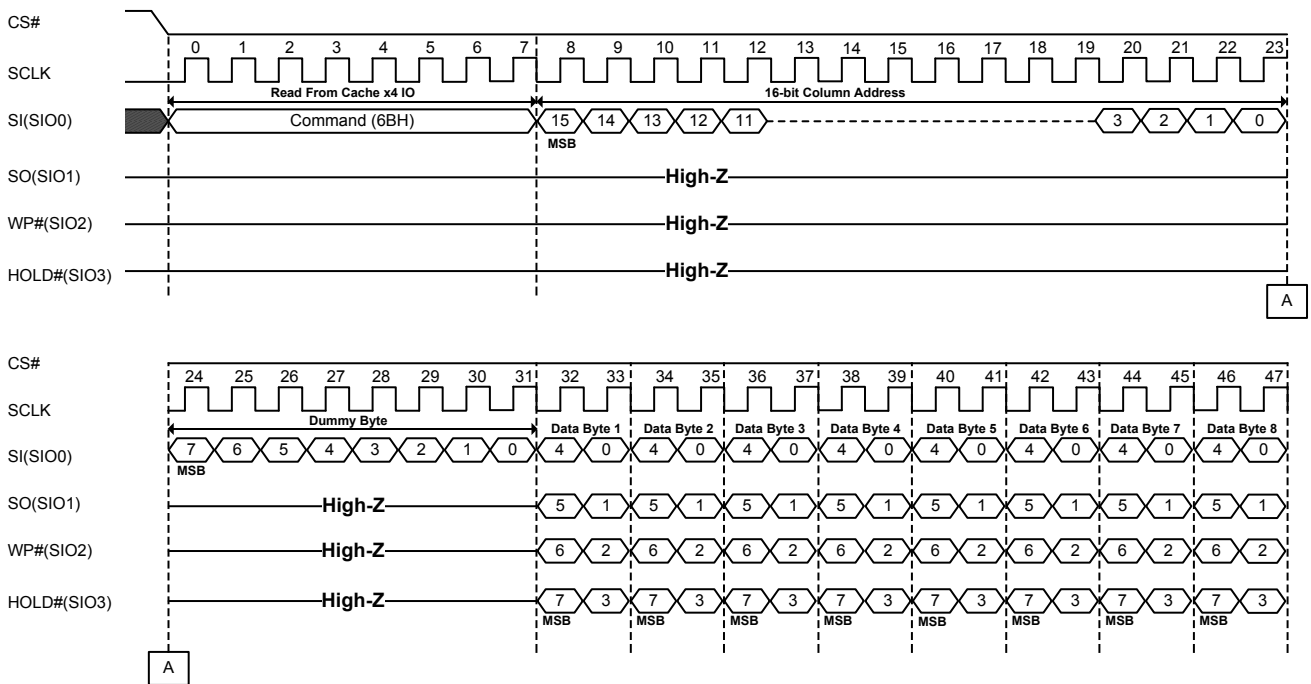 CS#
0 1 2 3 4 5 6 7 8 9 10 11 12 13 14 15 16 17 18 19 20 21 22 23
SCLK
Read From Cache x4 IO 16-bit Column Address
SI(SIO0) Command (6BH) 15 14 13 12 11 3 2 1 0
MSB
SO(SIO1) High-Z
WP#(SIO2) High-Z
HOLD#(SIO3) High-Z
A
CS#
24 25 26 27 28 29 30 31 32 33 34 35 36 37 38 39 40 41 42 43 44 45 46 47
SCLK
Dummy Byte Data Byte 1 Data Byte 2 Data Byte 3 Data Byte 4 Data Byte 5 Data Byte 6 Data Byte 7 Data Byte 8
SI(SIO0) 7 6 5 4 3 2 1 0 4 0 4 0 4 0 4 0 4 0 4 0 4 0 4 0
MSB
SO(SIO1) High-Z 5 1 5 1 5 1 5 1 5 1 5 1 5 1 5 1
WP#(SIO2) High-Z 6 2 6 2 6 2 6 2 6 2 6 2 6 2 6 2
HOLD#(SIO3) High-Z 7 3 7 3 7 3 7 3 7 3 7 3 7 3 7 3
MSB MSB MSB MSB MSB MSB MSB MSB
A